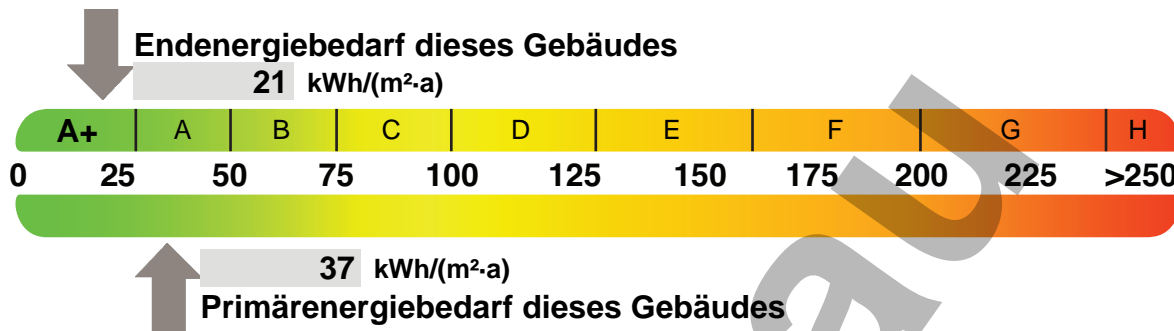 Endenergiebedarf dieses Gebäudes
21 kWh/(m²·a)
A+ A B C D E F G H
0 25 50 75 100 125 150 175 200 225 >250
37 kWh/(m²·a)
Primärenergiebedarf dieses Gebäudes
au